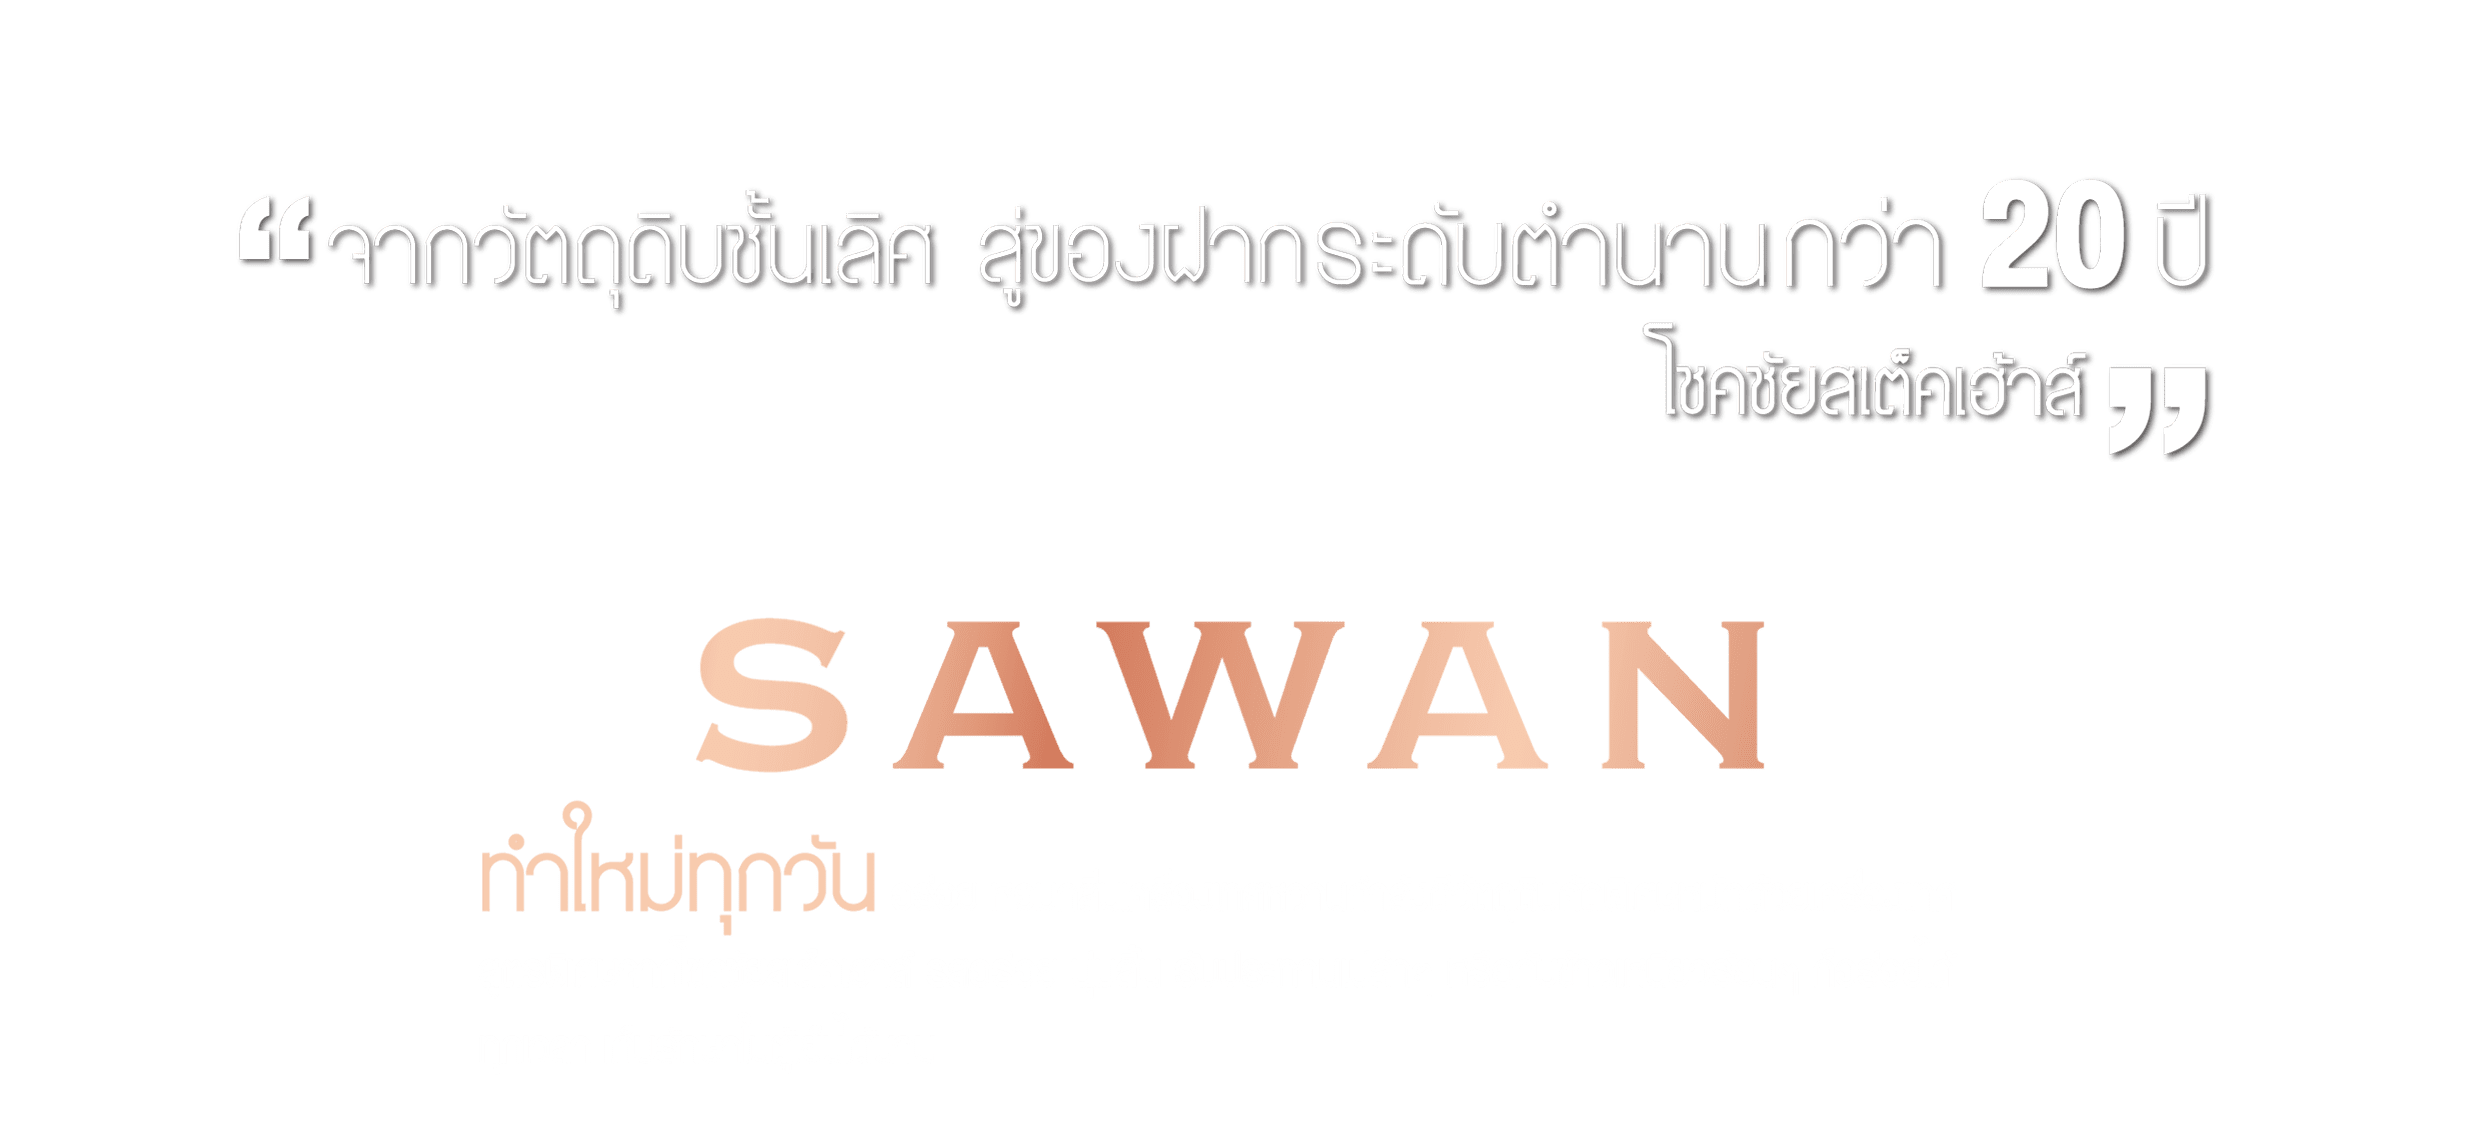 “จากวัตถุดิบชั้นเลิศ สู่ของฝากระดับตำนานกว่า 20 ปี
โชคชัยสเต็คเฮ้าส์”
SAWAN
ทำใหม่ทุกวัน